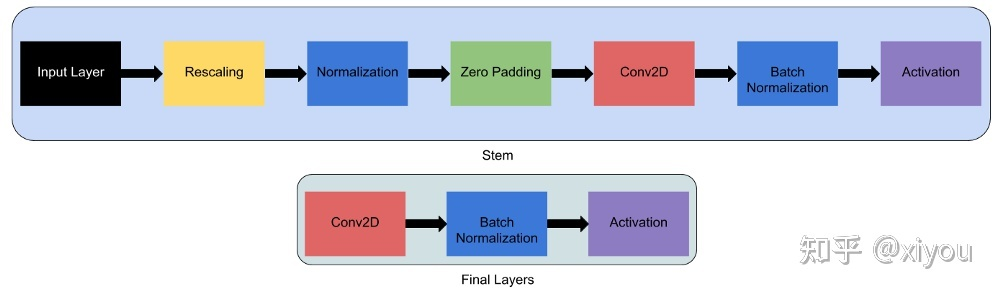 Input Layer
Rescaling
Normalization
Zero Padding
Conv2D
Batch
Normalization
Activation
Stem
Conv2D
Batch
Normalization
Activation
Final Layers
知乎 @xiyou